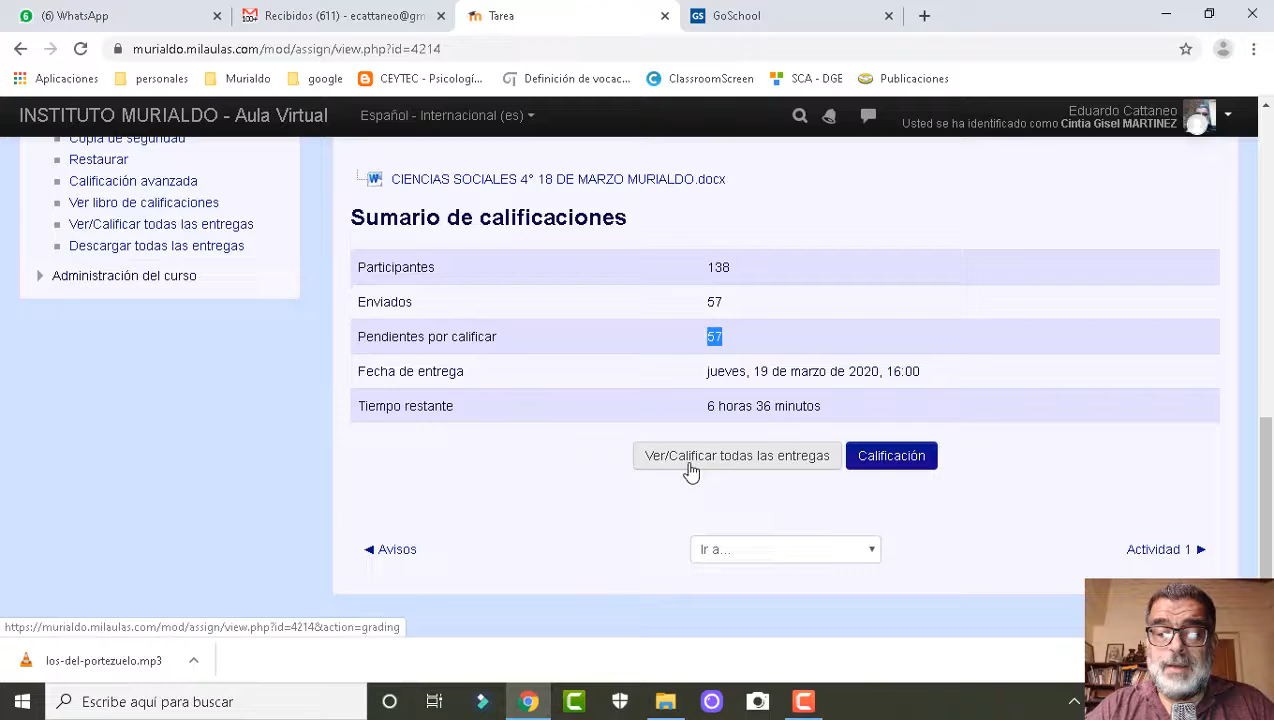 6 WhatsApp
100+ Recibidos (611) - ecattaneo@gm
Tarea
GS GoSchool
murialdo.milaulas.com/mod/assign/view.php?id=4214
Aplicaciones
personales
Murialdo
google
CEYTEC - Psicologí...
Definición de vocac...
ClassroomScreen
SCA - DGE
Publicaciones
INSTITUTO MURIALDO - Aula Virtual
Español - Internacional (es)
Eduardo Cattaneo
Usted se ha identificado como Cintia Gisel MARTINEZ
Copia de seguridad
Restaurar
Calificación avanzada
Ver libro de calificaciones
Ver/Calificar todas las entregas
Descargar todas las entregas
Administración del curso
CIENCIAS SOCIALES 4° 18 DE MARZO MURIALDO.docx
Sumario de calificaciones
Participantes 138
Enviados 57
Pendientes por calificar 57
Fecha de entrega jueves, 19 de marzo de 2020, 16:00
Tiempo restante 6 horas 36 minutos
Ver/Calificar todas las entregas Calificación
◀ Avisos
Ir a...
Actividad 1 ▶
https://murialdo.milaulas.com/mod/assign/view.php?id=4214&action=grading
los-del-portezuelo.mp3
Escribe aquí para buscar